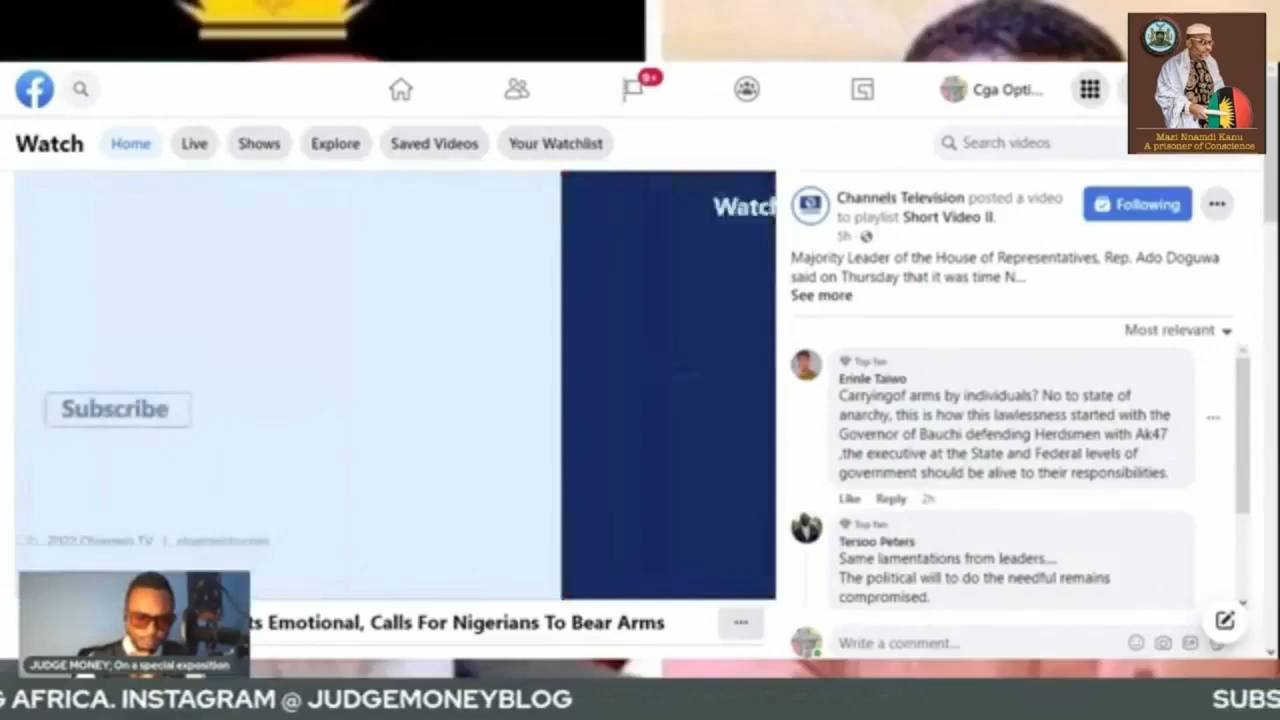 Cga Opti...
9+
Mazi Nnamdi Kanu
A prisoner of Conscience
Watch
Home
Live
Shows
Explore
Saved Videos
Your Watchlist
Search videos
Watch
Channels Television posted a video
to playlist Short Video II.
5h
Following
Majority Leader of the House of Representatives, Rep. Ado Doguwa
said on Thursday that it was time N...
See more
Most relevant
Top fan
Erinle Taiwo
Carryingof arms by individuals? No to state of
anarchy, this is how this lawlessness started with the
Governor of Bauchi defending Herdsmen with Ak47
,the executive at the State and Federal levels of
government should be alive to their responsibilities.
Like Reply 2h
Top fan
Tersoo Peters
Same lamentations from leaders....
The political will to do the needful remains
compromised.
Write a comment...
Subscribe
2022 Channels TV |
ts Emotional, Calls For Nigerians To Bear Arms
JUDGE MONEY; On a special exposition
G AFRICA. INSTAGRAM @ JUDGEMONEYBLOG
SUBS